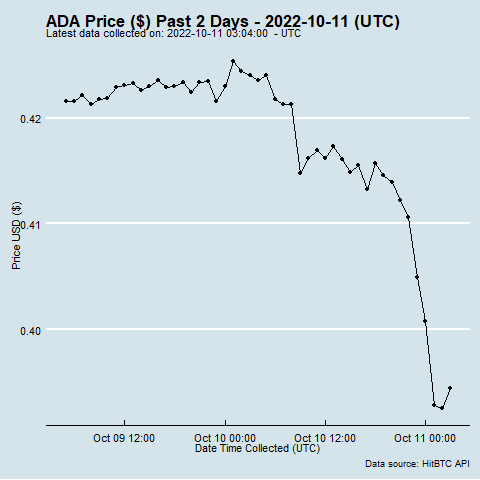 ADA Price ($) Past 2 Days - 2022-10-11 (UTC)
Latest data collected on: 2022-10-11 03:04:00  - UTC
0.42
0.41
0.40
Price USD ($)
Oct 09 12:00
Oct 10 00:00
Oct 10 12:00
Oct 11 00:00
Date Time Collected (UTC)
Data source: HitBTC API